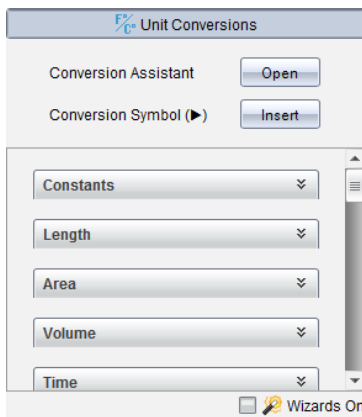 F°/C° Unit Conversions
Conversion Assistant Open
Conversion Symbol (▶) Insert
Constants
Length
Area
Volume
Time
Wizards On